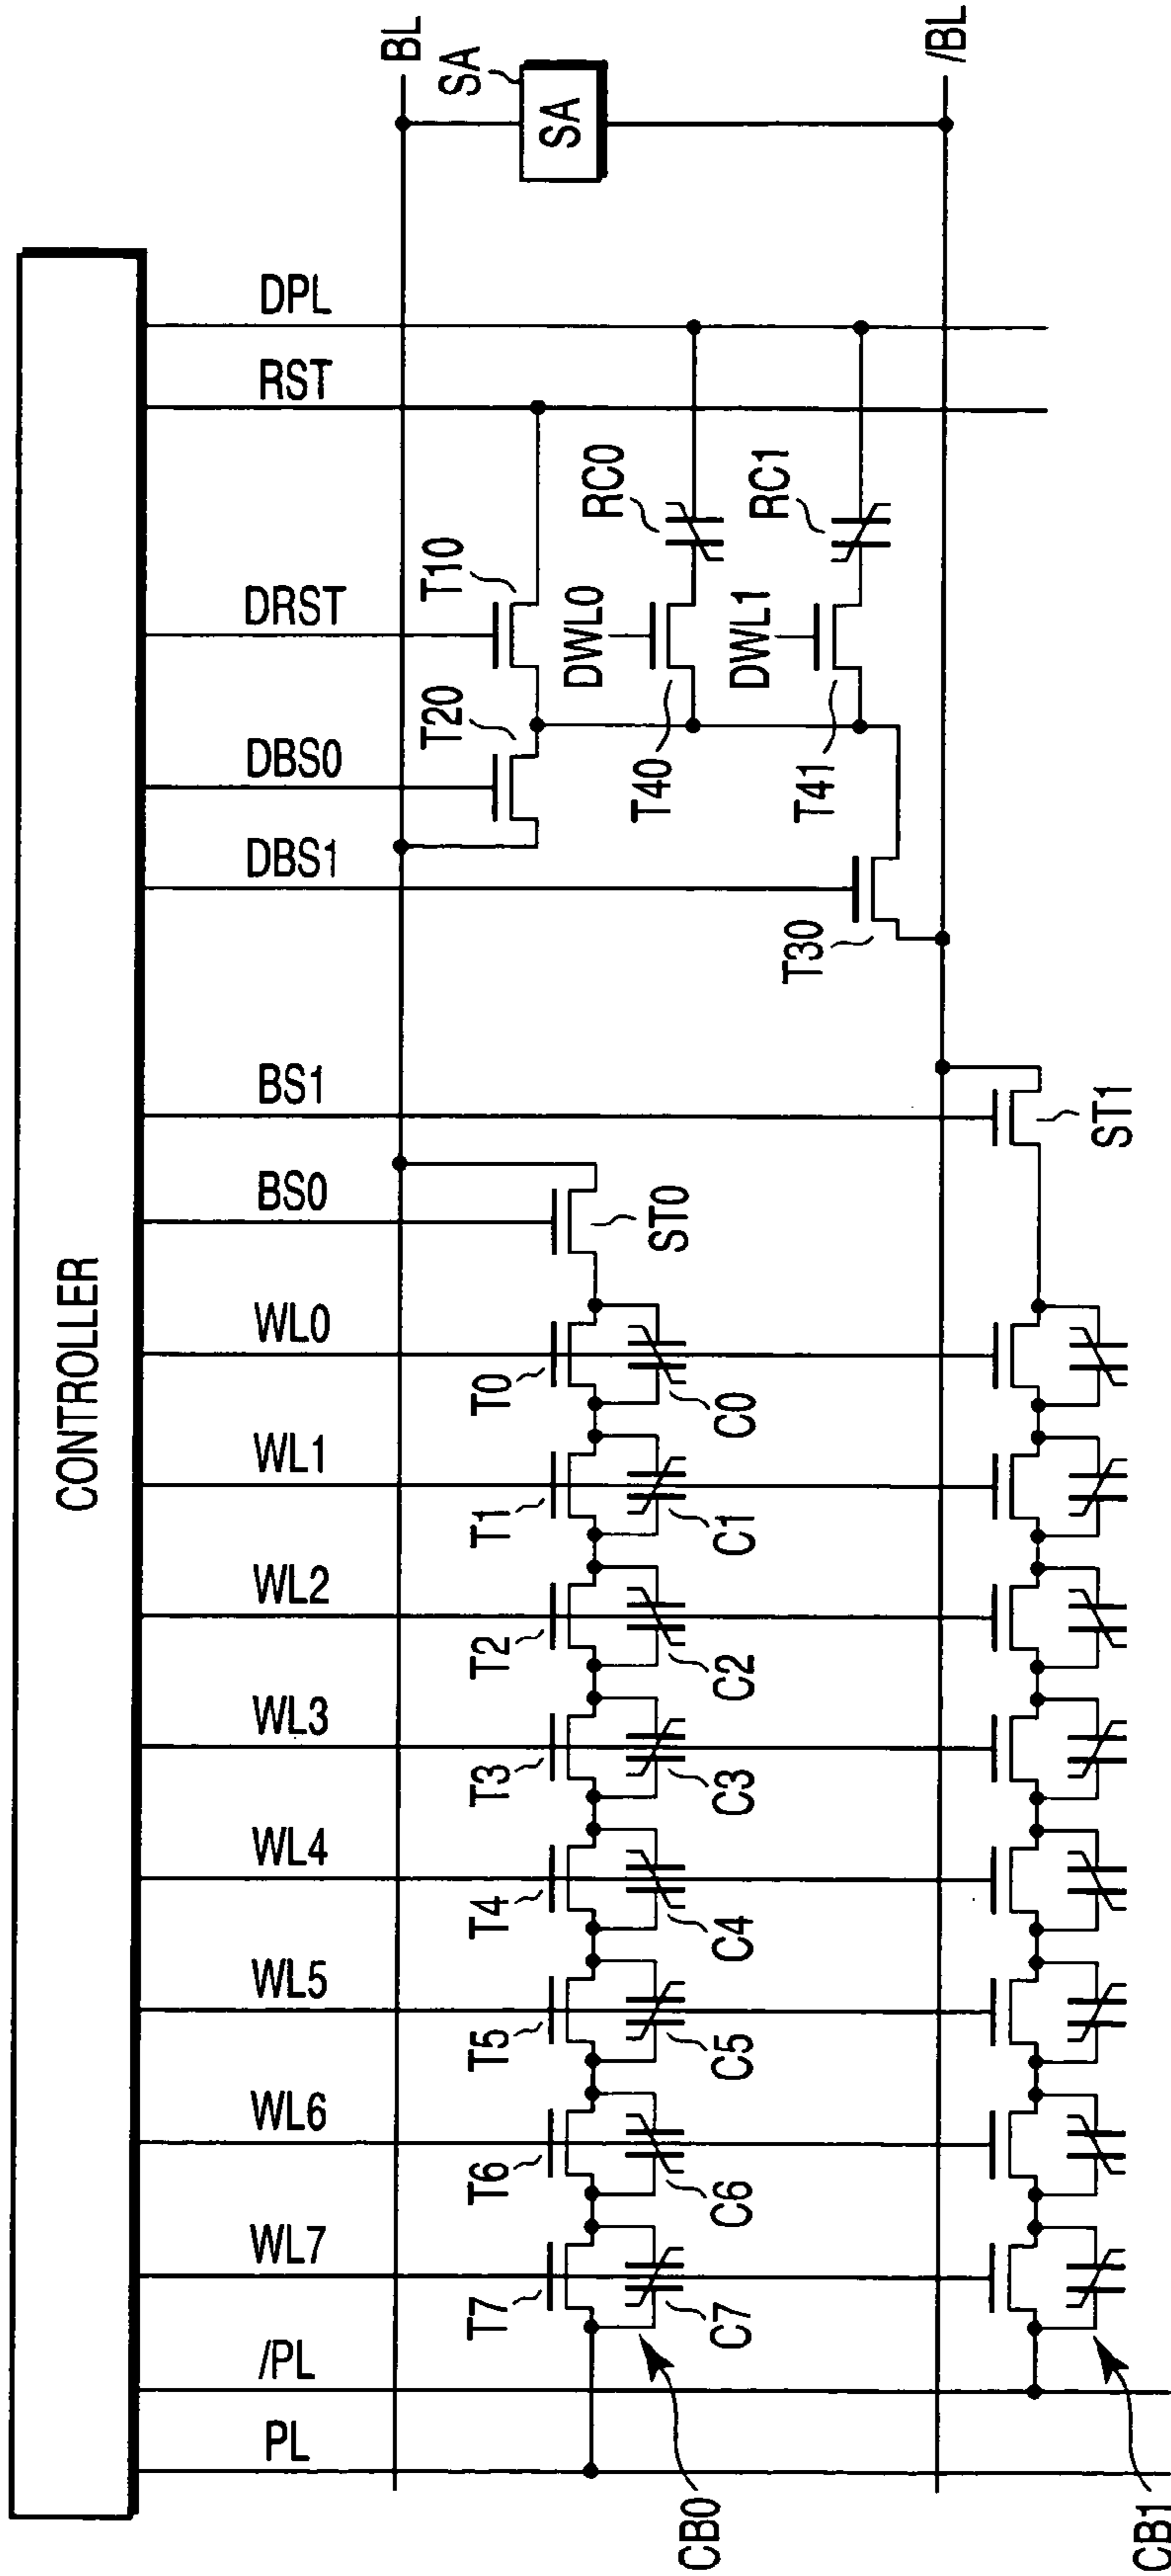 CONTROLLER
PL
/PL
WL7
WL6
WL5
WL4
WL3
WL2
WL1
WL0
BS0
BS1
DBS1
DBS0
DRST
RST
DPL
BL
SA
SA
/BL
T7
T6
T5
T4
T3
T2
T1
T0
ST0
T20
T10
C7
C6
C5
C4
C3
C2
C1
C0
CB0
DWL0
RC0
T40
DWL1
RC1
T41
T30
ST1
CB1